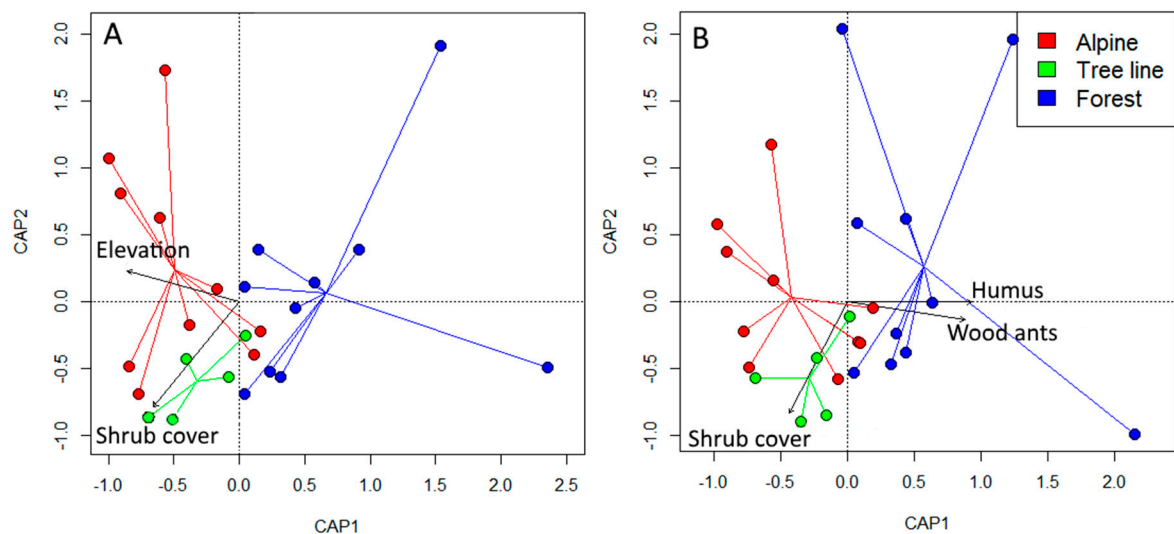 A
2.0
1.5
1.0
0.5
0.0
-0.5
-1.0
CAP2
Elevation
Shrub cover
-1.0 -0.5 0.0 0.5 1.0 1.5 2.0 2.5
CAP1
B
Alpine
Tree line
Forest
2.0
1.5
1.0
0.5
0.0
-0.5
-1.0
CAP2
Humus
Wood ants
Shrub cover
-1.0 -0.5 0.0 0.5 1.0 1.5 2.0
CAP1